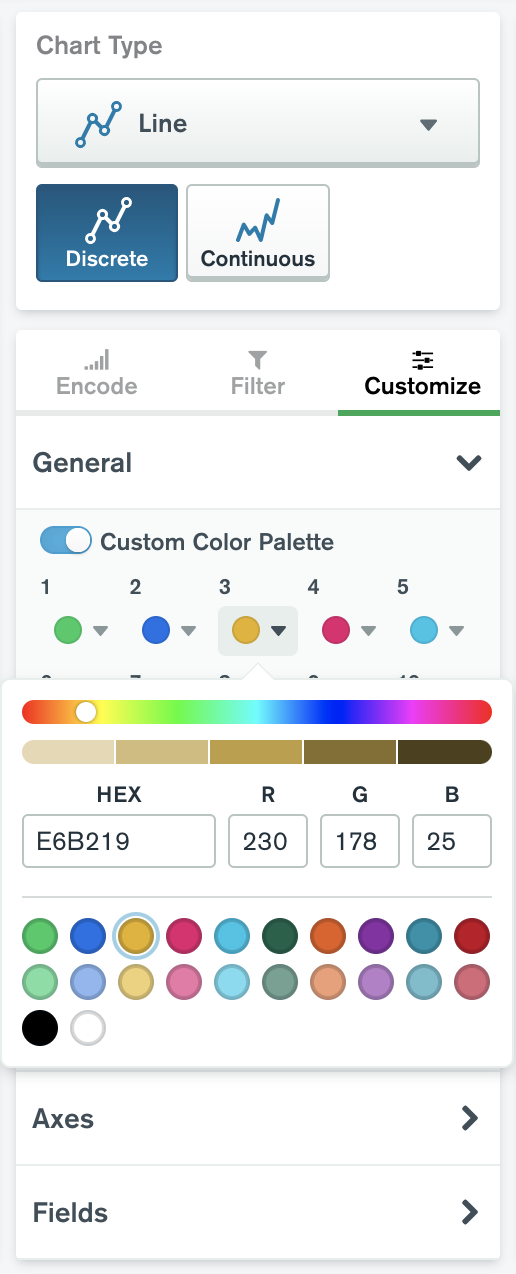 Chart Type
Line
Discrete Continuous
Encode Filter Customize
General
Custom Color Palette
1 2 3 4 5
HEX R G B
E6B219 230 178 25
Axes
Fields